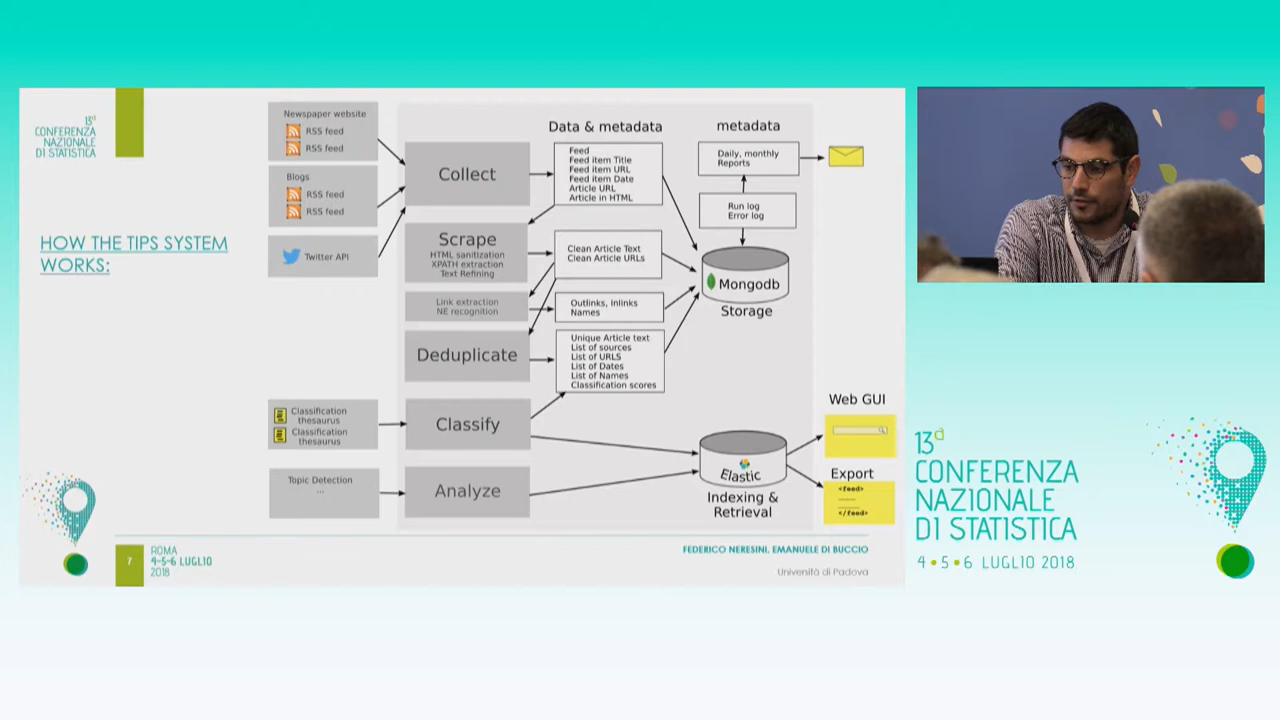 13ª
CONFERENZA
NAZIONALE
DI STATISTICA
HOW THE TIPS SYSTEM
WORKS:
Newspaper website
RSS feed
RSS feed
Blogs
RSS feed
RSS feed
Twitter API
Classification
thesaurus
Classification
thesaurus
Topic Detection
...
Collect
Scrape
HTML sanitization
XPATH extraction
Text Refining
Link extraction
NE recognition
Deduplicate
Classify
Analyze
Data & metadata
Feed
Feed item Title
Feed item URL
Feed item Date
Article URL
Article in HTML
Clean Article Text
Clean Article URLs
Outlinks, Inlinks
Names
Unique Article text
List of sources
List of URLS
List of Dates
List of Names
Classification scores
metadata
Daily, monthly
Reports
Run log
Error log
Mongodb
Storage
Elastic
Indexing &
Retrieval
Web GUI
Export
<feed>
</feed>
7
ROMA
4-5-6 LUGLIO
2018
FEDERICO NERESINI, EMANUELE DI BUCCIO
Università di Padova
13ª
CONFERENZA
NAZIONALE
DI STATISTICA
4 • 5 • 6 LUGLIO 2018